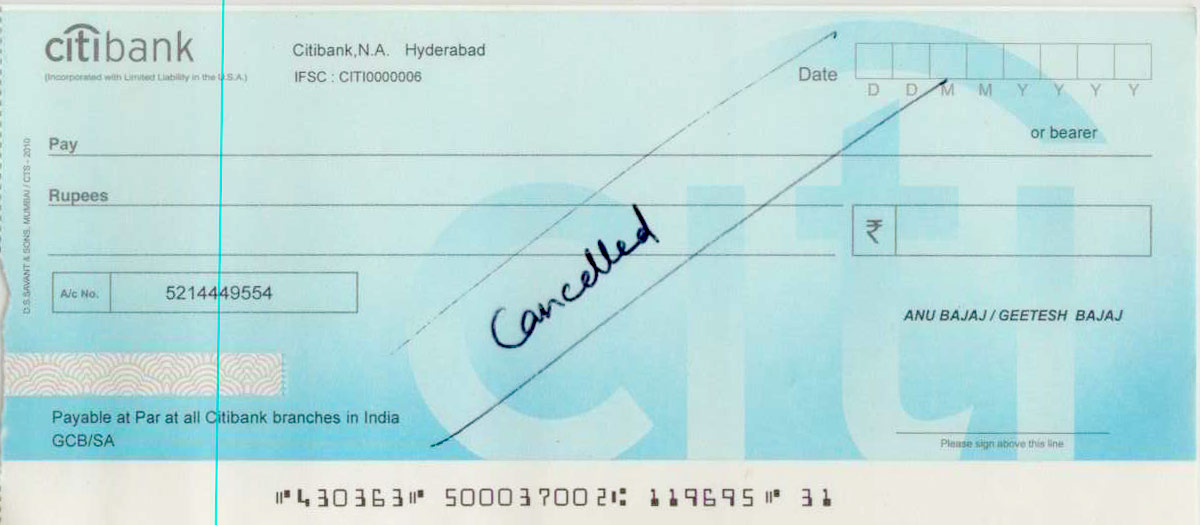 citibank
(Incorporated with Limited Liability in the U.S.A.)
Citibank,N.A. Hyderabad
IFSC : CITI0000006
Date
D D M M Y Y Y Y
Pay
or bearer
Rupees
₹
Cancelled
A/c No. 5214449554
ANU BAJAJ / GEETESH BAJAJ
Payable at Par at all Citibank branches in India
GCB/SA
Please sign above this line
D.S.SAVANT & SONS, MUMBAI / CTS - 2010
citi
⑈430363⑈ 500037002⑆ 119695⑈ 31